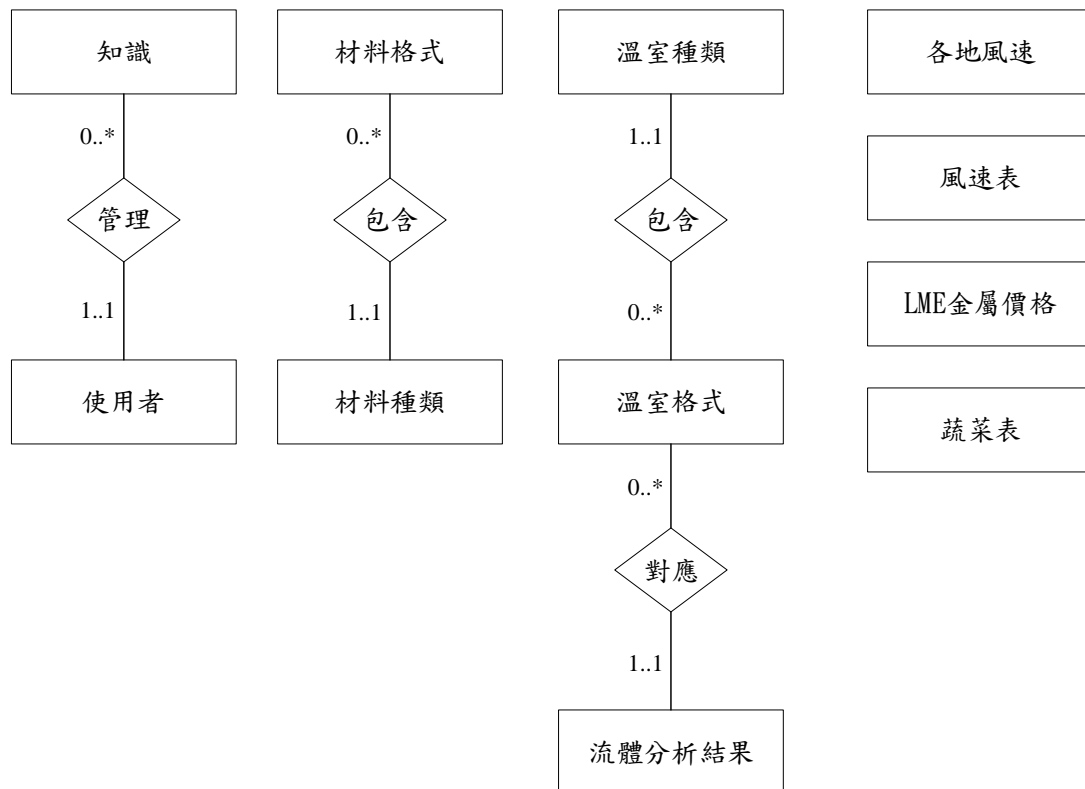 知識
材料格式
溫室種類
各地風速
0..*
0..*
1..1
風速表
管理
包含
包含
LME金屬價格
1..1
1..1
0..*
使用者
材料種類
溫室格式
蔬菜表
0..*
對應
1..1
流體分析結果